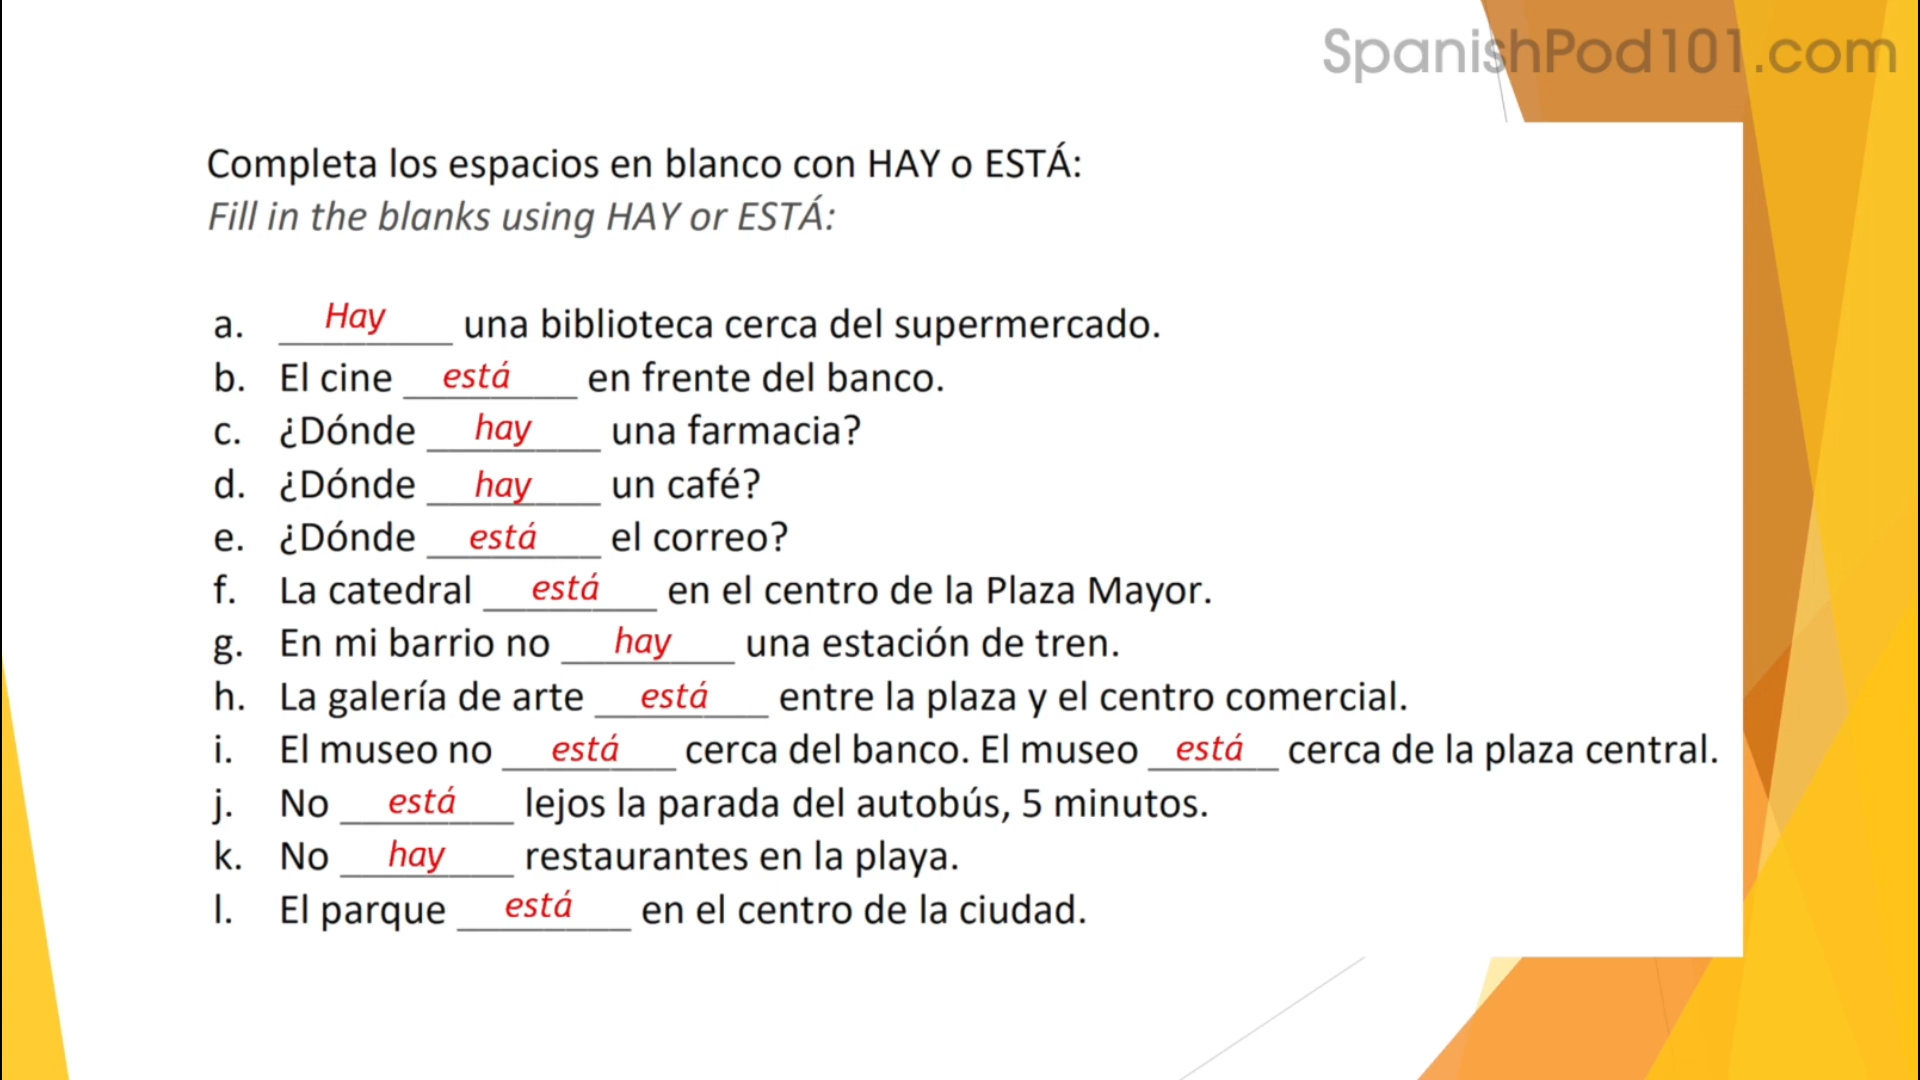 SpanishPod101.com
Completa los espacios en blanco con HAY o ESTÁ:
Fill in the blanks using HAY or ESTÁ:
a. Hay una biblioteca cerca del supermercado.
b. El cine está en frente del banco.
c. ¿Dónde hay una farmacia?
d. ¿Dónde hay un café?
e. ¿Dónde está el correo?
f. La catedral está en el centro de la Plaza Mayor.
g. En mi barrio no hay una estación de tren.
h. La galería de arte está entre la plaza y el centro comercial.
i. El museo no está cerca del banco. El museo está cerca de la plaza central.
j. No está lejos la parada del autobús, 5 minutos.
k. No hay restaurantes en la playa.
l. El parque está en el centro de la ciudad.